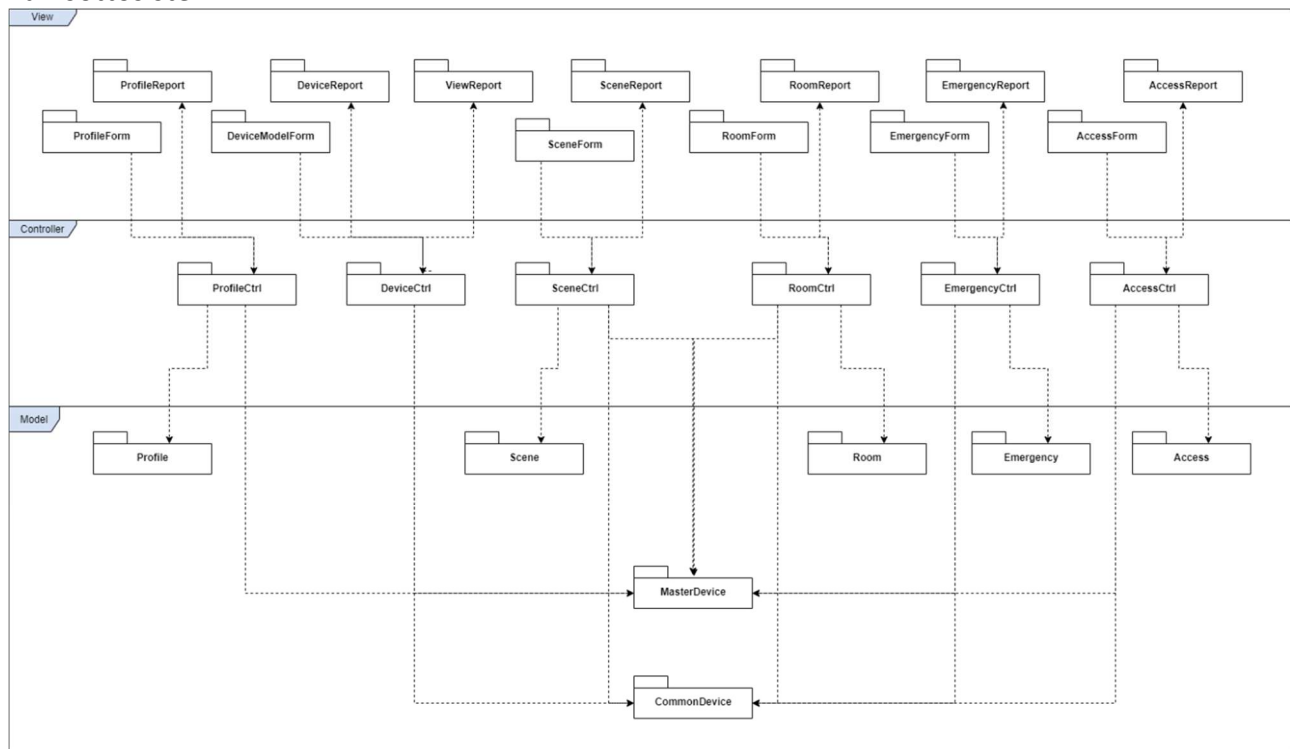 View
ProfileReport
DeviceReport
ViewReport
SceneReport
RoomReport
EmergencyReport
AccessReport
ProfileForm
DeviceModelForm
SceneForm
RoomForm
EmergencyForm
AccessForm
Controller
ProfileCtrl
DeviceCtrl
SceneCtrl
RoomCtrl
EmergencyCtrl
AccessCtrl
Model
Profile
Scene
Room
Emergency
Access
MasterDevice
CommonDevice